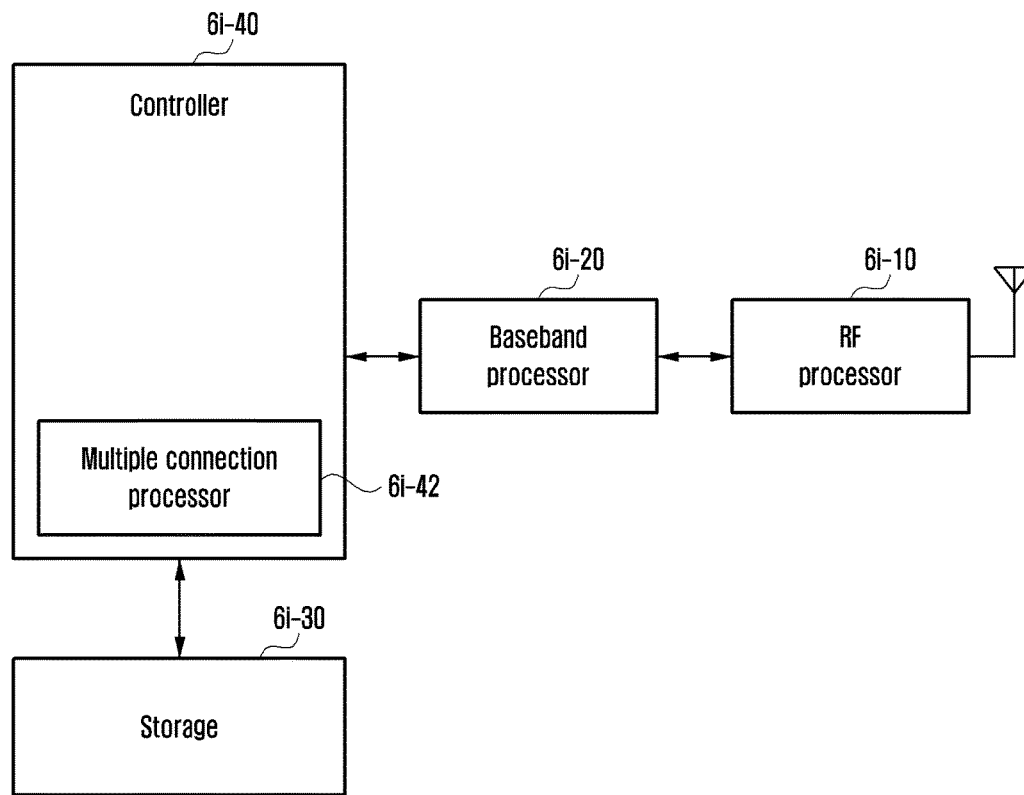 6i-40
Controller
6i-20
6i-10
Baseband
processor
RF
processor
Multiple connection
processor
6i-42
6i-30
Storage